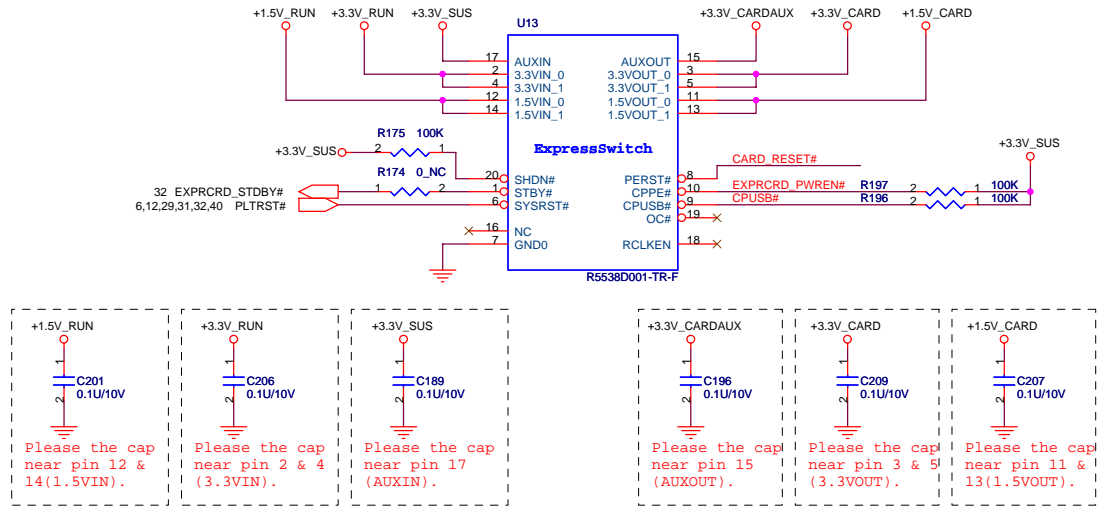 +1.5V_RUN
+3.3V_RUN
+3.3V_SUS
U13
+3.3V_CARDAUX
+3.3V_CARD
+1.5V_CARD
17 AUXIN AUXOUT 15
2 3.3VIN_0 3.3VOUT_0 3
4 3.3VIN_1 3.3VOUT_1 5
12 1.5VIN_0 1.5VOUT_0 11
14 1.5VIN_1 1.5VOUT_1 13
R175 100K
+3.3V_SUS 2 1
ExpressSwitch
CARD_RESET#
+3.3V_SUS
R174 0_NC
20 SHDN# PERST# 8
32 EXPRCRD_STDBY# 1 2 1 STBY# CPPE# 10 EXPRCRD_PWREN# R197 2 1 100K
6,12,29,31,32,40 PLTRST# 6 SYSRST# CPUSB# 9 CPUSB# R196 2 1 100K
OC# 19
16 NC
7 GND0 RCLKEN 18
R5538D001-TR-F
+1.5V_RUN
1
C201
0.1U/10V
2
Please the cap
near pin 12 &
14(1.5VIN).
+3.3V_RUN
1
C206
0.1U/10V
2
Please the cap
near pin 2 & 4
(3.3VIN).
+3.3V_SUS
1
C189
0.1U/10V
2
Please the cap
near pin 17
(AUXIN).
+3.3V_CARDAUX
1
C196
0.1U/10V
2
Please the cap
near pin 15
(AUXOUT).
+3.3V_CARD
1
C209
0.1U/10V
2
Please the cap
near pin 3 & 5
(3.3VOUT).
+1.5V_CARD
1
C207
0.1U/10V
2
Please the cap
near pin 11 &
13(1.5VOUT).